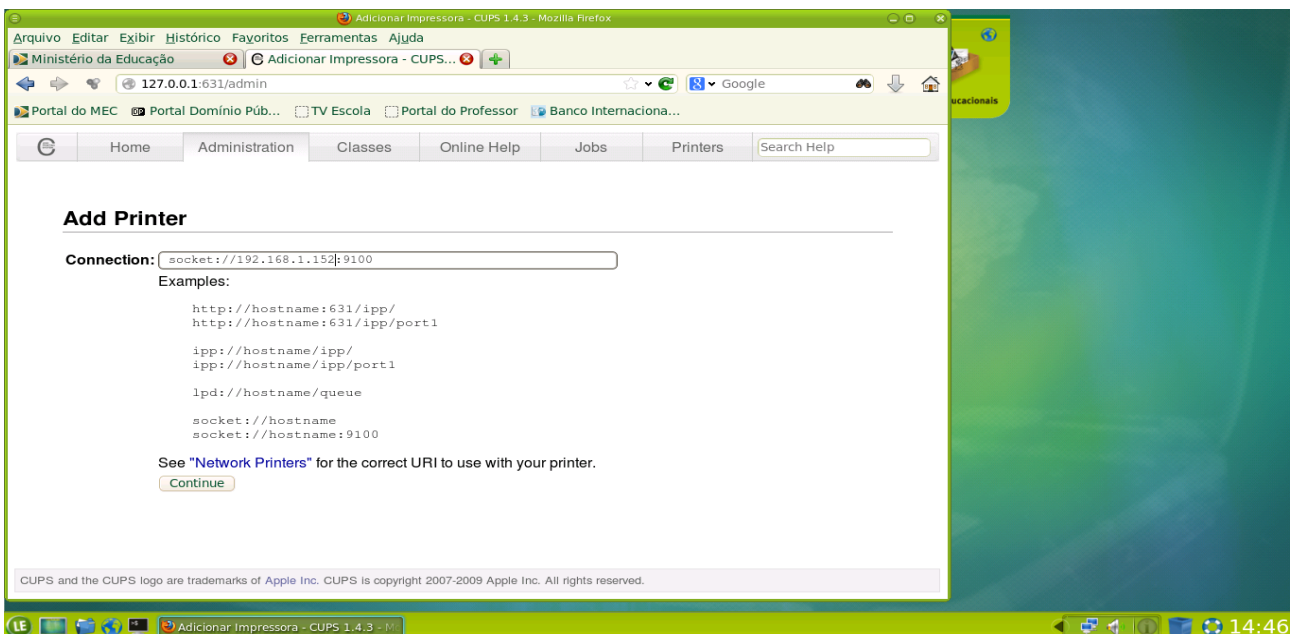 Adicionar Impressora - CUPS 1.4.3 - Mozilla Firefox
Arquivo Editar Exibir Histórico Favoritos Ferramentas Ajuda
Ministério da Educação Adicionar Impressora - CUPS...
127.0.0.1:631/admin Google
Portal do MEC Portal Domínio Púb... TV Escola Portal do Professor Banco Internaciona...
ucacionais
Home Administration Classes Online Help Jobs Printers Search Help
Add Printer
Connection: socket://192.168.1.152:9100
Examples:
http://hostname:631/ipp/
http://hostname:631/ipp/port1
ipp://hostname/ipp/
ipp://hostname/ipp/port1
lpd://hostname/queue
socket://hostname
socket://hostname:9100
See "Network Printers" for the correct URI to use with your printer.
Continue
CUPS and the CUPS logo are trademarks of Apple Inc. CUPS is copyright 2007-2009 Apple Inc. All rights reserved.
LE Adicionar Impressora - CUPS 1.4.3 - M 14:46